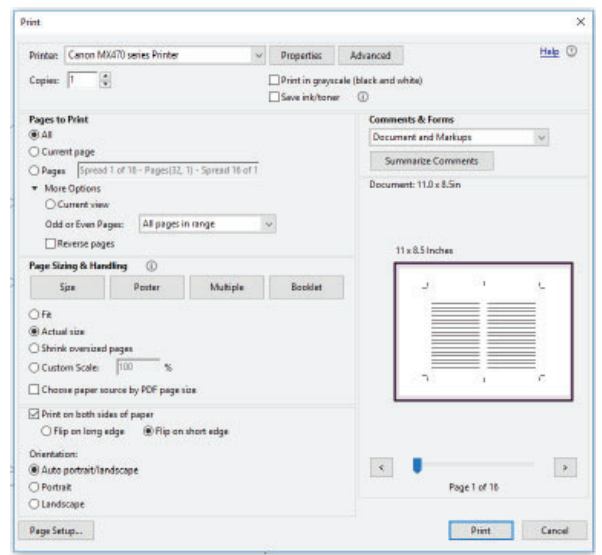 Print
Printer: Canon MX470 series Printer Properties Advanced Help
Copies: 1 Print in grayscale (black and white)
Save ink/toner
Pages to Print
All
Current page
Pages Spread 1 of 16 - Pages(32, 1) - Spread 16 of 1
More Options
Current view
Odd or Even Pages: All pages in range
Reverse pages
Page Sizing & Handling
Size Poster Multiple Booklet
Fit
Actual size
Shrink oversized pages
Custom Scale: 100 %
Choose paper source by PDF page size
Print on both sides of paper
Flip on long edge Flip on short edge
Orientation:
Auto portrait/landscape
Portrait
Landscape
Comments & Forms
Document and Markups
Summarize Comments
Document: 11.0 x 8.5in
11 x 8.5 Inches
< >
Page 1 of 16
Page Setup... Print Cancel